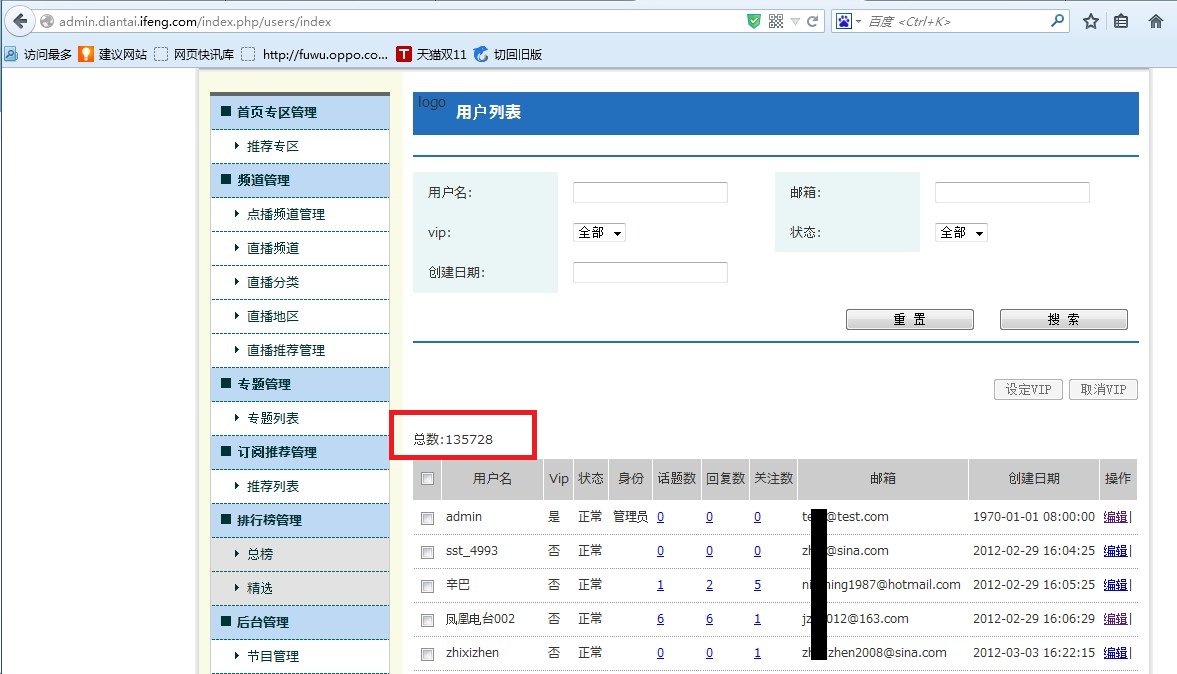 admin.diantai.ifeng.com/index.php/users/index
百度 <Ctrl+K>
访问最多 建议网站 网页快讯库 http://fuwu.oppo.co... T 天猫双11 切回旧版
首页专区管理
推荐专区
频道管理
点播频道管理
直播频道
直播分类
直播地区
直播推荐管理
专题管理
专题列表
订阅推荐管理
推荐列表
排行榜管理
总榜
精选
后台管理
节目管理
logo 用户列表
用户名: 邮箱:
vip: 全部 状态: 全部
创建日期:
重 置 搜 索
设定VIP 取消VIP
总数:135728
用户名 Vip 状态 身份 话题数 回复数 关注数 邮箱 创建日期 操作
admin 是 正常 管理员 0 0 0 @test.com 1970-01-01 08:00:00 编辑|
sst_4993 否 正常 0 0 0 @sina.com 2012-02-29 16:04:25 编辑|
辛巴 否 正常 1 2 5 ning1987@hotmail.com 2012-02-29 16:05:25 编辑|
凤凰电台002 否 正常 6 6 1 012@163.com 2012-02-29 16:06:29 编辑|
zhixizhen 否 正常 0 0 1 zhen2008@sina.com 2012-03-03 16:22:15 编辑|